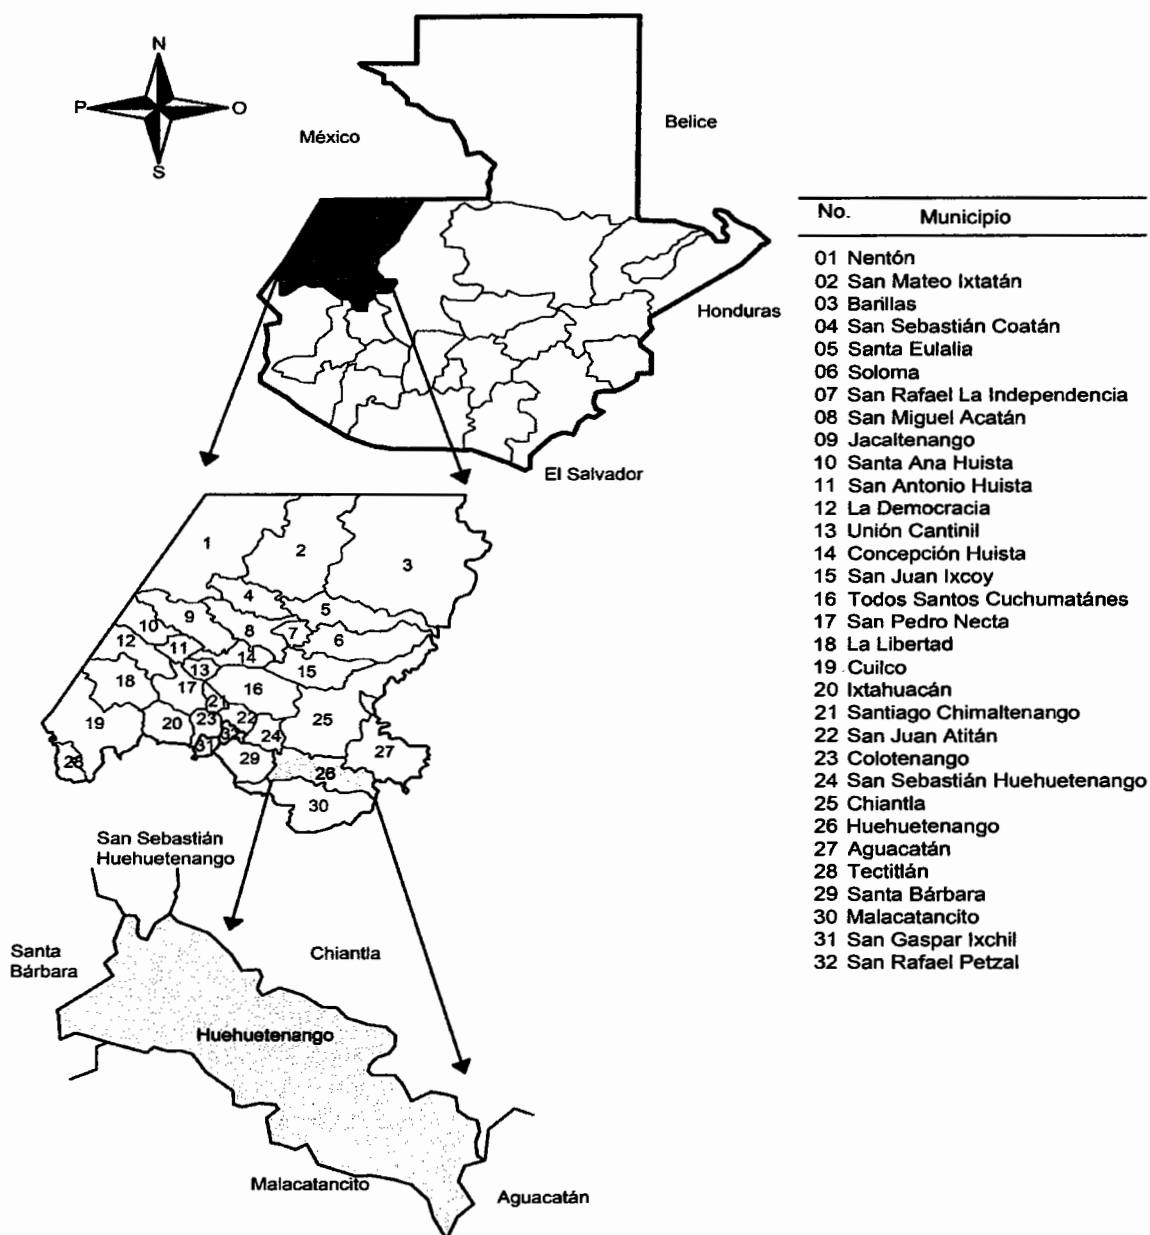 N
P O
S
México
Belice
Honduras
El Salvador
No. Municipio
01 Nentón
02 San Mateo Ixtatán
03 Barillas
04 San Sebastián Coatán
05 Santa Eulalia
06 Soloma
07 San Rafael La Independencia
08 San Miguel Acatán
09 Jacaltenango
10 Santa Ana Huista
11 San Antonio Huista
12 La Democracia
13 Unión Cantinil
14 Concepción Huista
15 San Juan Ixcoy
16 Todos Santos Cuchumatánes
17 San Pedro Necta
18 La Libertad
19 Cuilco
20 Ixtahuacán
21 Santiago Chimaltenango
22 San Juan Atitán
23 Colotenango
24 San Sebastián Huehuetenango
25 Chiantla
26 Huehuetenango
27 Aguacatán
28 Tectitlán
29 Santa Bárbara
30 Malacatancito
31 San Gaspar Ixchil
32 San Rafael Petzal
1
2
3
4
5
9
10
8
7
6
12
11
14
13
15
18
17
16
21
19
20
23
22
25
32
24
31
27
28
29
26
30
San Sebastián
Huehuetenango
Santa
Bárbara
Chiantla
Huehuetenango
Malacatancito
Aguacatán